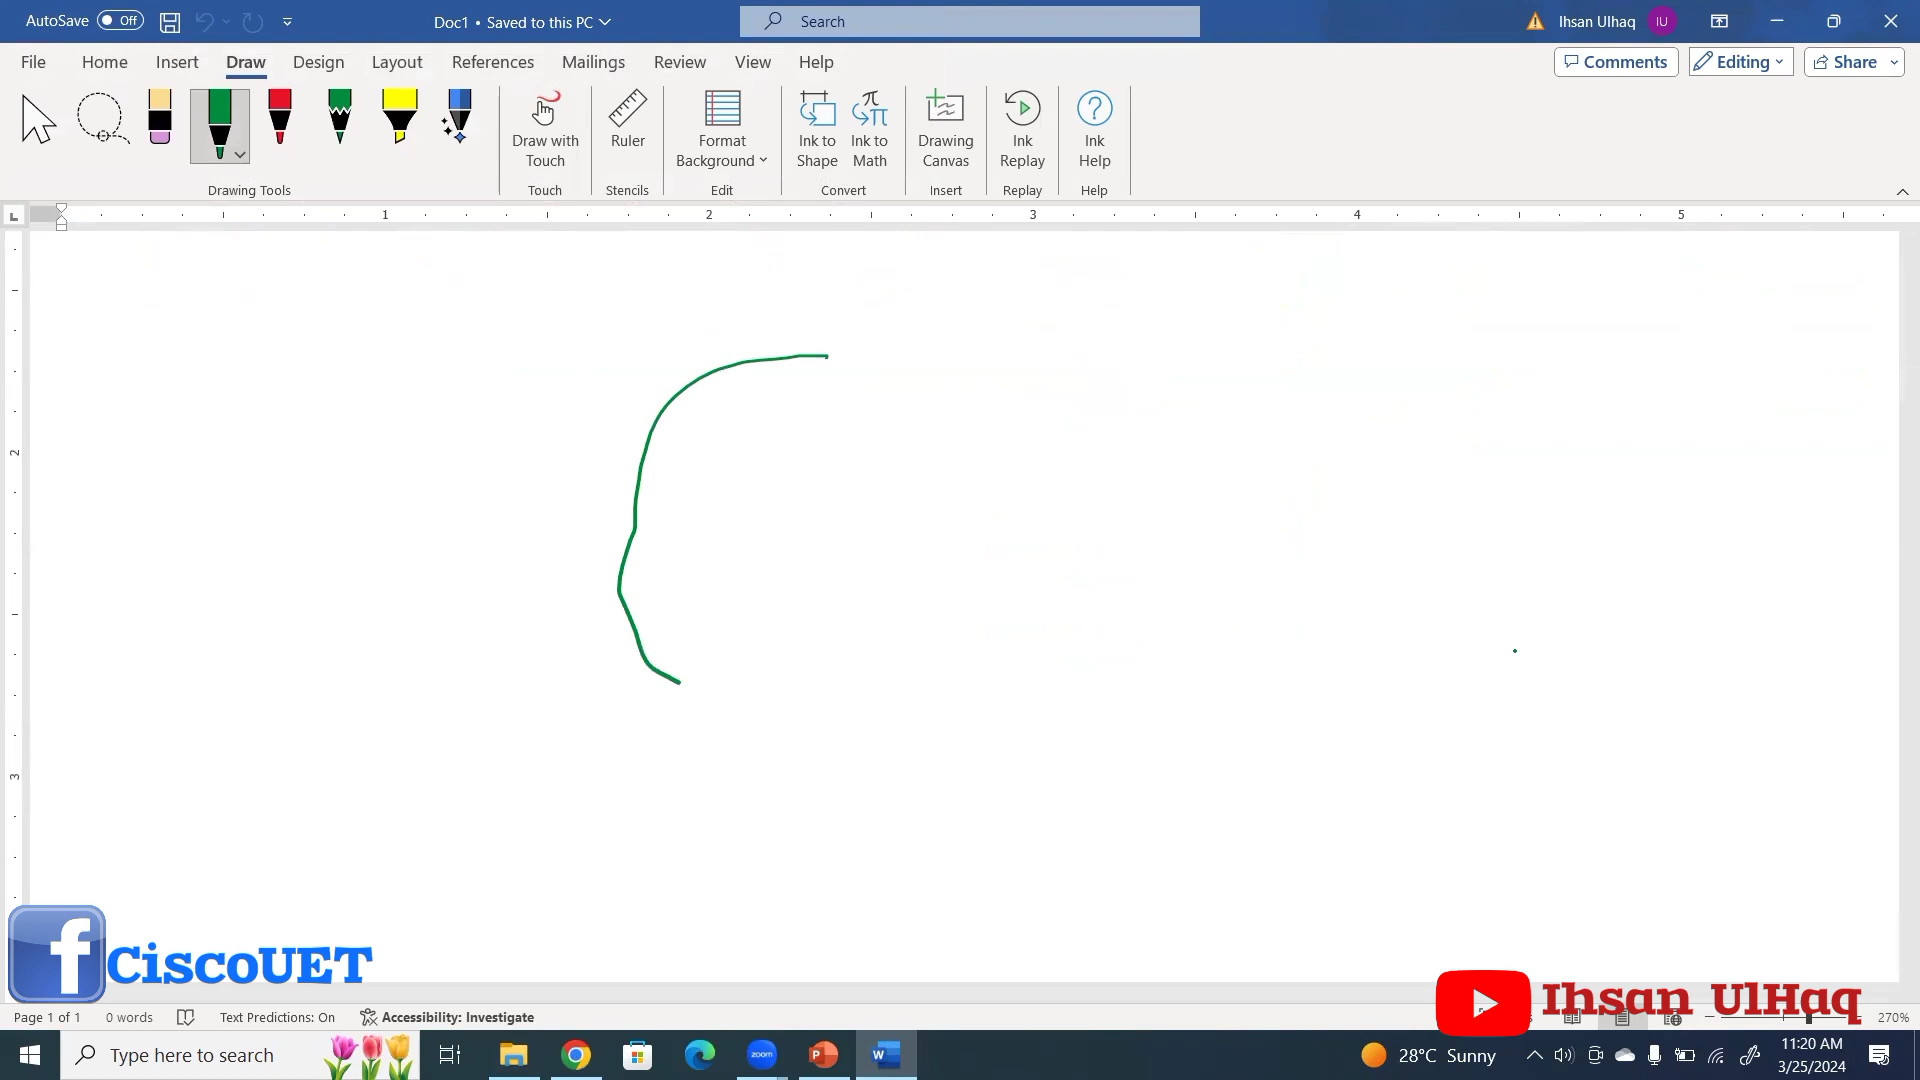 AutoSave Off Doc1 • Saved to this PC Search Ihsan Ulhaq IU
File Home Insert Draw Design Layout References Mailings Review View Help Comments Editing Share
Draw with Touch Ruler Format Background Ink to Shape Ink to Math Drawing Canvas Ink Replay Ink Help
Drawing Tools Touch Stencils Edit Convert Insert Replay Help
L 1 2 3 4 5
2
3
f CiscoUET
Ihsan UlHaq
Page 1 of 1 0 words Text Predictions: On Accessibility: Investigate 270%
Type here to search zoom P W 28°C Sunny 11:20 AM
3/25/2024